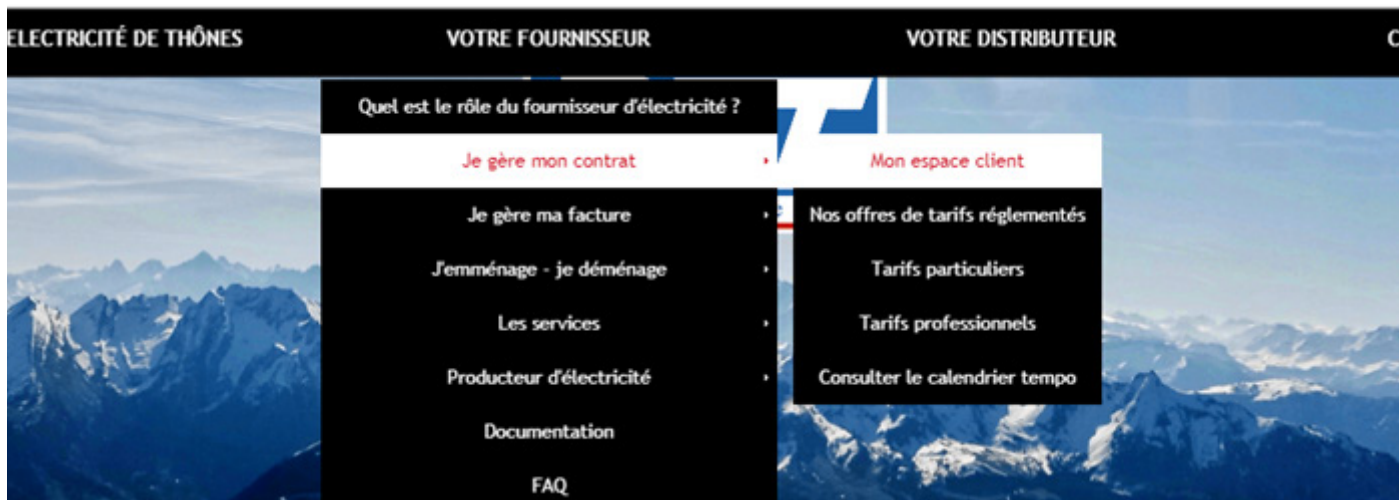 ELECTRICITÉ DE THÔNES
VOTRE FOURNISSEUR
VOTRE DISTRIBUTEUR
Quel est le rôle du fournisseur d'électricité ?
Je gère mon contrat
Mon espace client
Je gère ma facture
Nos offres de tarifs réglementés
J'emménage - je déménage
Tarifs particuliers
Les services
Tarifs professionnels
Producteur d'électricité
Consulter le calendrier tempo
Documentation
FAQ